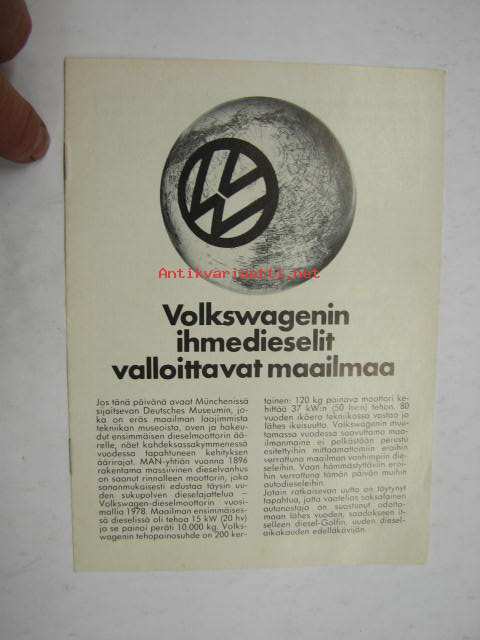 VW
Antikvariaatti.net
Volkswagenin
ihmedieselit
valloittavat maailmaa
Jos tänä päivänä avaat Münchenissä
sijaitsevan Deutsches Museumin, jo-
ka on eräs maailman laajimmista
tekniikan museoista, oven ja hakeu-
dut ensimmäisen dieselmoottorin ää-
relle, näet kahdeksassakymmenessä
vuodessa tapahtuneen kehityksen
äärirajat. MAN-yhtiön vuonna 1896
rakentama massiivinen dieselvanhus
on saanut rinnalleen moottorin, joka
sananmukaisesti edustaa täysin uu-
den sukupolven dieselajattelua –
Volkswagen-dieselmoottorin vuosi-
mallia 1978. Maailman ensimmäises-
sä dieselissä oli tehoa 15 kW (20 hv)
ja se painoi peräti 10.000 kg. Volks-
wagenin tehopainosuhde on 200 ker-
tainen: 120 kg painava moottori ke-
hittää 37 kW:n (50 hv:n) tehon. 80
vuoden ikäero tekniikassa vastaa jo
lähes ikuisuutta. Volkswagenin muu-
tamassa vuodessa saavuttama maail-
manmaine ei pelkästään perustu
esitettyihin mittaamattomiin eroihin
verrattuna maailman vanhimpiin die-
seleihin. Vaan hämmästyttäviin eroi-
hin verrattuna tämän päivän muihin
autodieseleihin.
Jotain ratkaisevan uutta on täytynyt
tapahtua, jotta vaatelias saksalainen
autonostaja on suostunut odotta-
maan vuoden, saadakseen it-
selleen diesel-Golfin, uuden diesel-
aikakauden edelläkävijän.